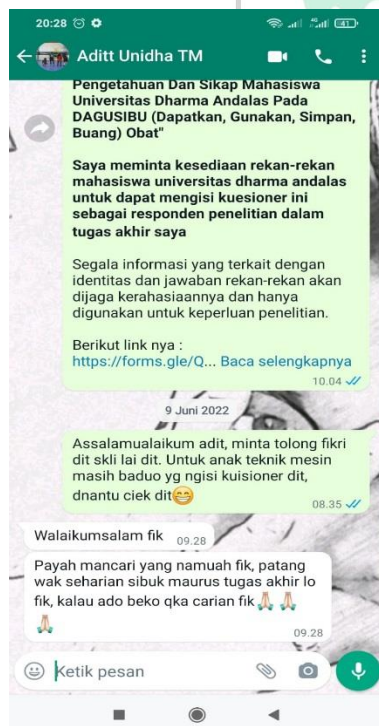 20:28
4G
41
Aditt Unidha TM
Pengetahuan Dan Sikap Mahasiswa
Universitas Dharma Andalas Pada
DAGUSIBU (Dapatkan, Gunakan, Simpan,
Buang) Obat"
Saya meminta kesediaan rekan-rekan
mahasiswa universitas dharma andalas
untuk dapat mengisi kuesioner ini
sebagai responden penelitian dalam
tugas akhir saya
Segala informasi yang terkait dengan
identitas dan jawaban rekan-rekan akan
dijaga kerahasiaannya dan hanya
digunakan untuk keperluan penelitian.
Berikut link nya :
https://forms.gle/Q... Baca selengkapnya
10.04
9 Juni 2022
Assalamualaikum adit, minta tolong fikri
dit skli lai dit. Untuk anak teknik mesin
masih baduo yg ngisi kuisioner dit,
dnantu ciek dit😁
08.35
Walaikumsalam fik 09.28
Payah mancari yang namuah fik, patang
wak seharian sibuk maurus tugas akhir lo
fik, kalau ado beko qka carian fik🙏🏻🙏🏻
🙏🏻
09.28
Ketik pesan